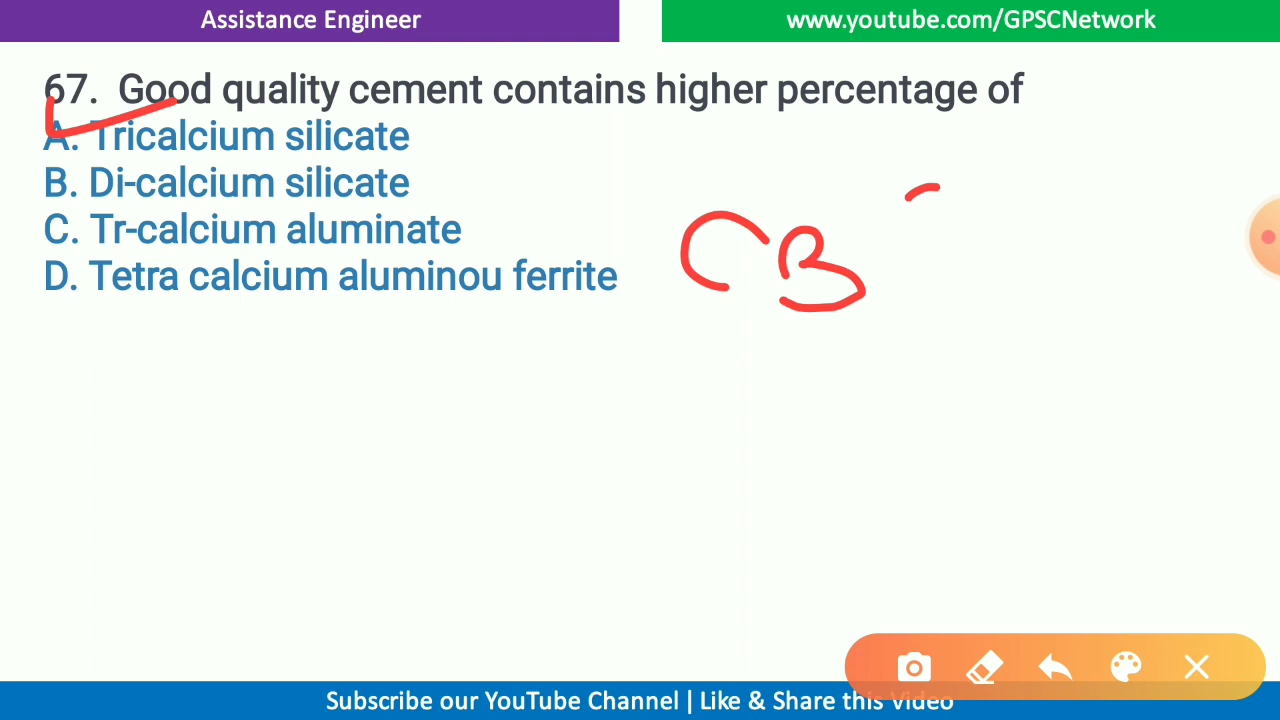 Assistance Engineer
www.youtube.com/GPSCNetwork
67. Good quality cement contains higher percentage of
A. Tricalcium silicate
B. Di-calcium silicate
C. Tr-calcium aluminate
D. Tetra calcium aluminou ferrite
C3
Subscribe our YouTube Channel | Like & Share this Video